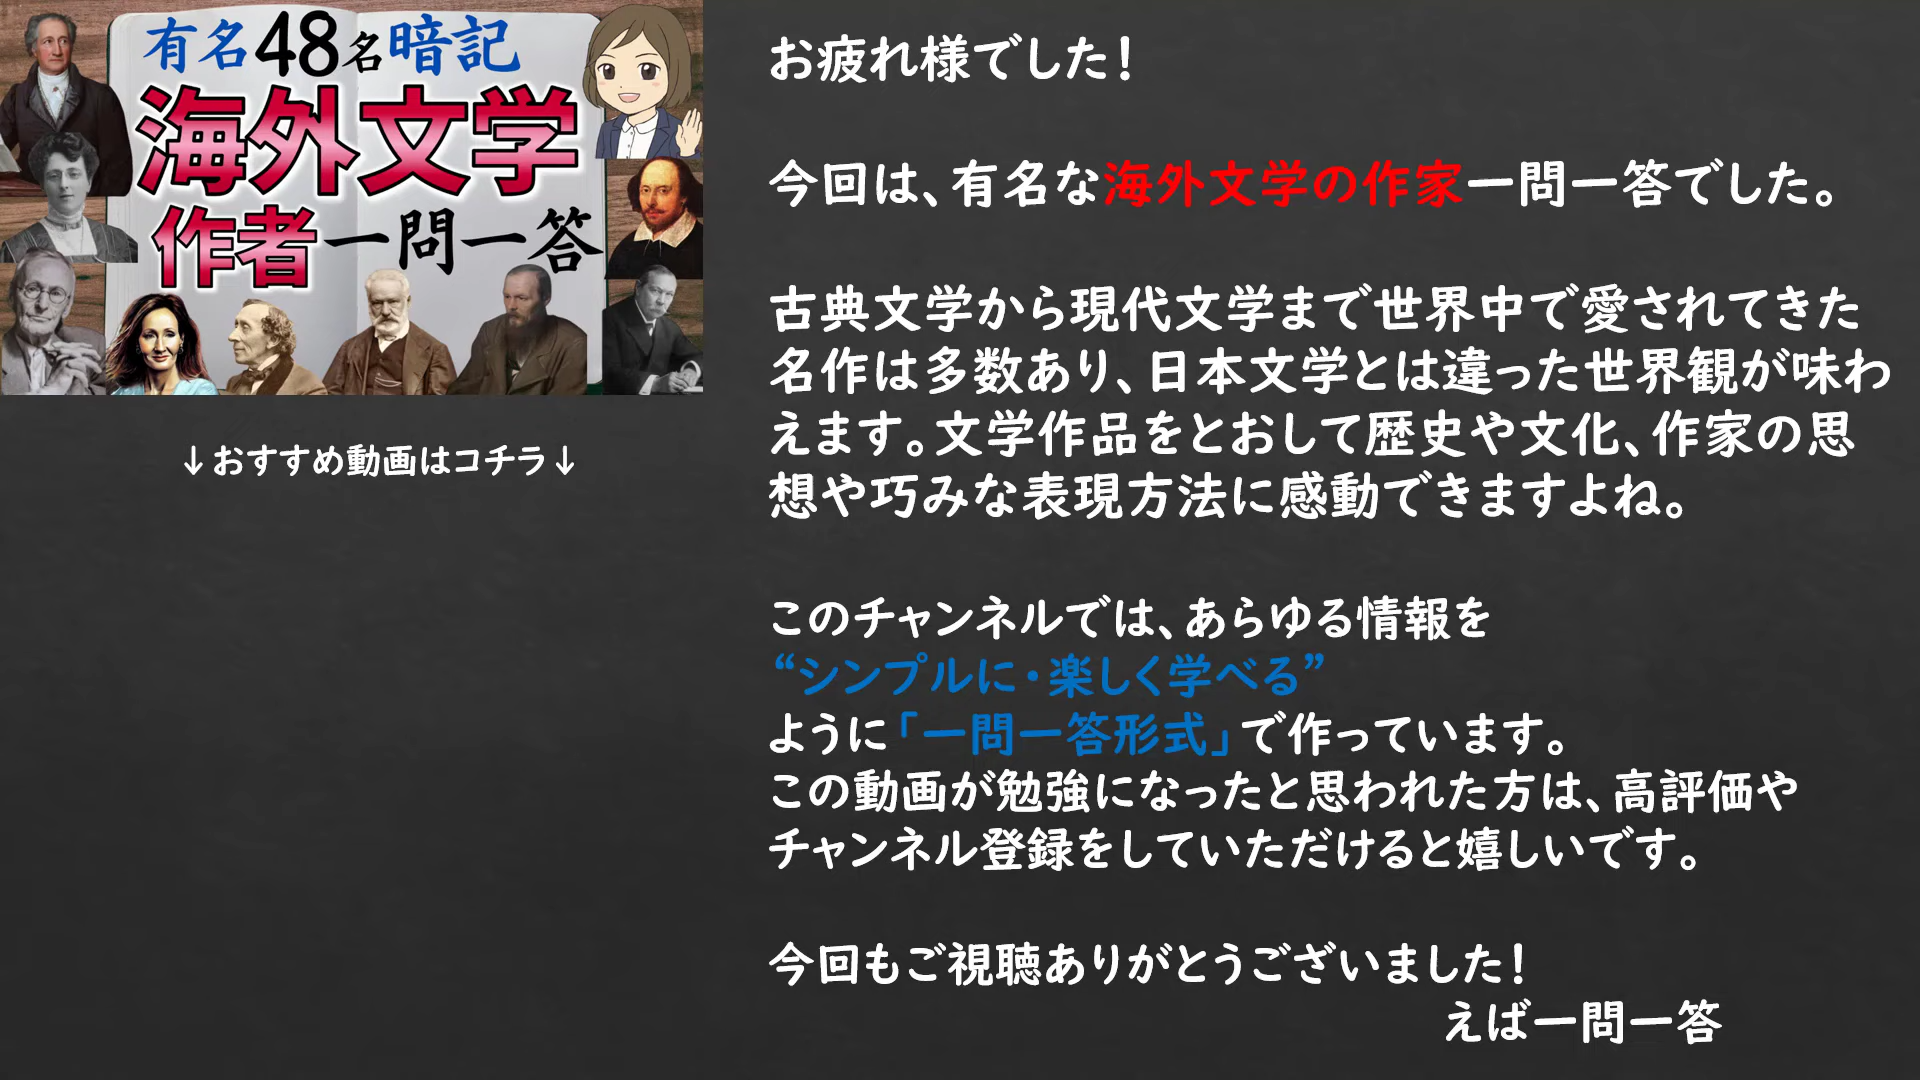 有名48名暗記
海外文学
作者一問一答
↓おすすめ動画はコチラ↓
お疲れ様でした!
今回は、有名な海外文学の作家一問一答でした。
古典文学から現代文学まで世界中で愛されてきた
名作は多数あり、日本文学とは違った世界観が味わ
えます。文学作品をとおして歴史や文化、作家の思
想や巧みな表現方法に感動できますよね。
このチャンネルでは、あらゆる情報を
“シンプルに・楽しく学べる”
ように「一問一答形式」で作っています。
この動画が勉強になったと思われた方は、高評価や
チャンネル登録をしていただけると嬉しいです。
今回もご視聴ありがとうございました!
えば一問一答